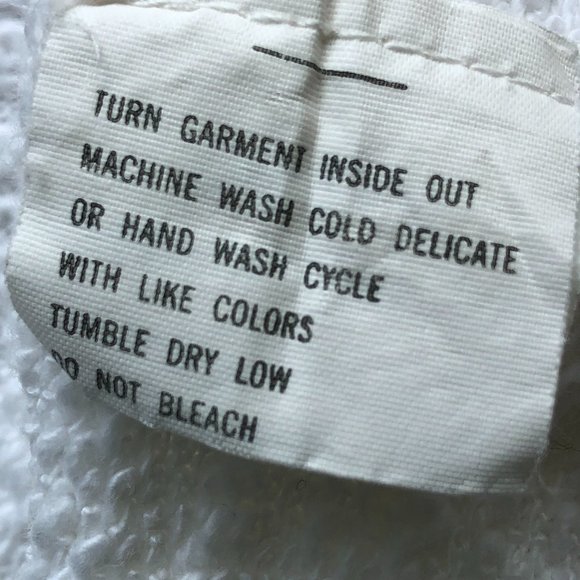 TURN GARMENT INSIDE OUT
MACHINE WASH COLD DELICATE
OR HAND WASH CYCLE
WITH LIKE COLORS
TUMBLE DRY LOW
DO NOT BLEACH